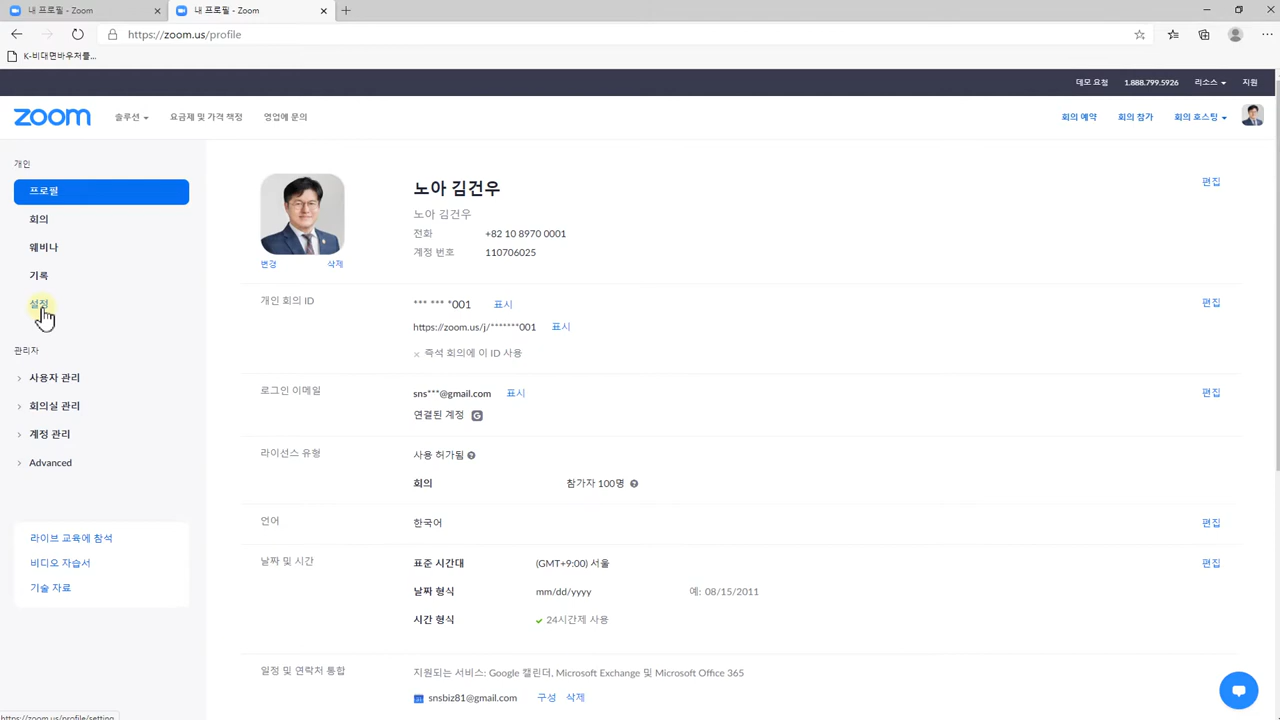 내 프로필 - Zoom
내 프로필 - Zoom
https://zoom.us/profile
K-비대면바우처플...
데모 요청 1.888.799.5926 리소스 지원
zoom 솔루션 요금제 및 가격 책정 영업에 문의 회의 예약 회의 참가 회의 호스팅
개인
프로필
회의
웨비나
기록
설정
관리자
사용자 관리
회의실 관리
계정 관리
Advanced
라이브 교육에 참석
비디오 자습서
기술 자료
노아 김건우 편집
노아 김건우
전화 +82 10 8970 0001
계정 번호 110706025
변경 삭제
개인 회의 ID *** *** *001 표시 편집
https://zoom.us/j/*******001 표시
× 즉석 회의에 이 ID 사용
로그인 이메일 sns***@gmail.com 표시 편집
연결된 계정 G
라이선스 유형 사용 허가됨 ?
회의 참가자 100명 ?
언어 한국어 편집
날짜 및 시간 표준 시간대 (GMT+9:00) 서울 편집
날짜 형식 mm/dd/yyyy 예: 08/15/2011
시간 형식 24시간제 사용
일정 및 연락처 통합 지원되는 서비스: Google 캘린더, Microsoft Exchange 및 Microsoft Office 365
snsbiz81@gmail.com 구성 삭제
https://zoom.us/profile/setting